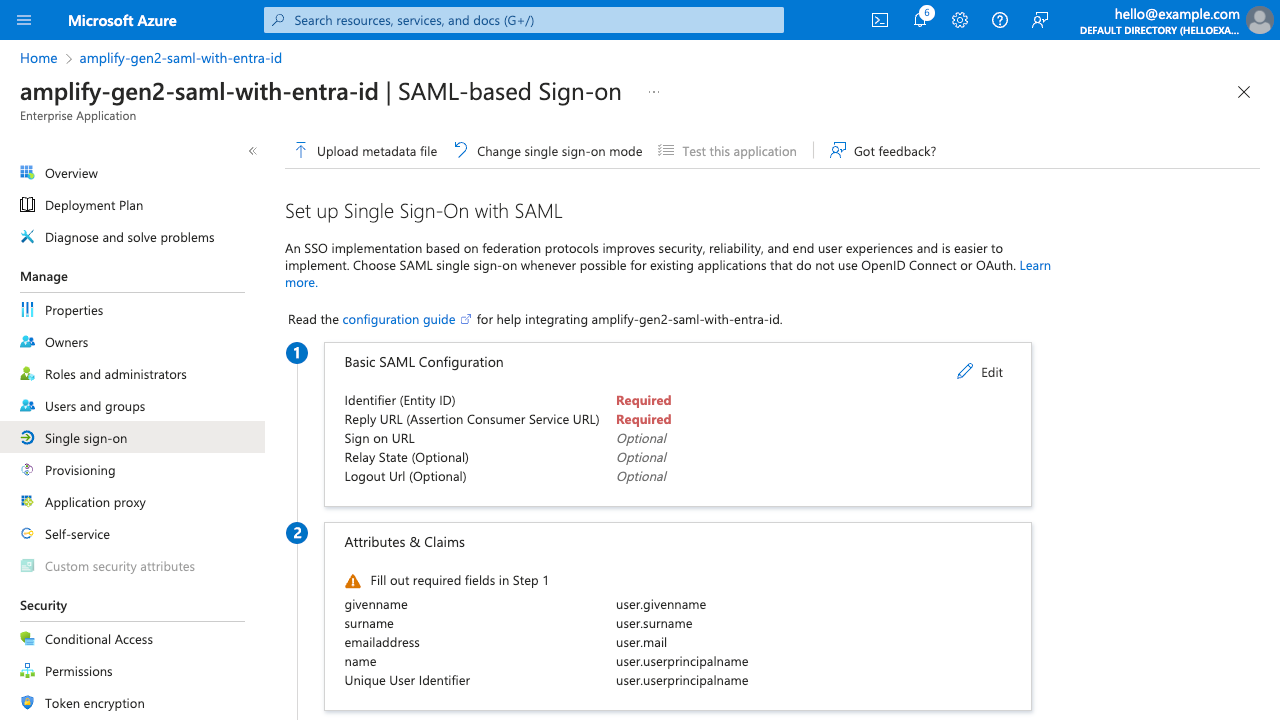 Microsoft Azure
Search resources, services, and docs (G+/)
6
hello@example.com
DEFAULT DIRECTORY (HELLOEXA...
Home > amplify-gen2-saml-with-entra-id
amplify-gen2-saml-with-entra-id | SAML-based Sign-on ...
Enterprise Application
Overview
Deployment Plan
Diagnose and solve problems
Manage
Properties
Owners
Roles and administrators
Users and groups
Single sign-on
Provisioning
Application proxy
Self-service
Custom security attributes
Security
Conditional Access
Permissions
Token encryption
Upload metadata file
Change single sign-on mode
Test this application
Got feedback?
Set up Single Sign-On with SAML
An SSO implementation based on federation protocols improves security, reliability, and end user experiences and is easier to
implement. Choose SAML single sign-on whenever possible for existing applications that do not use OpenID Connect or OAuth. Learn
more.
Read the configuration guide for help integrating amplify-gen2-saml-with-entra-id.
1
Basic SAML Configuration
Edit
Identifier (Entity ID) Required
Reply URL (Assertion Consumer Service URL) Required
Sign on URL Optional
Relay State (Optional) Optional
Logout Url (Optional) Optional
2
Attributes & Claims
Fill out required fields in Step 1
givenname user.givenname
surname user.surname
emailaddress user.mail
name user.userprincipalname
Unique User Identifier user.userprincipalname